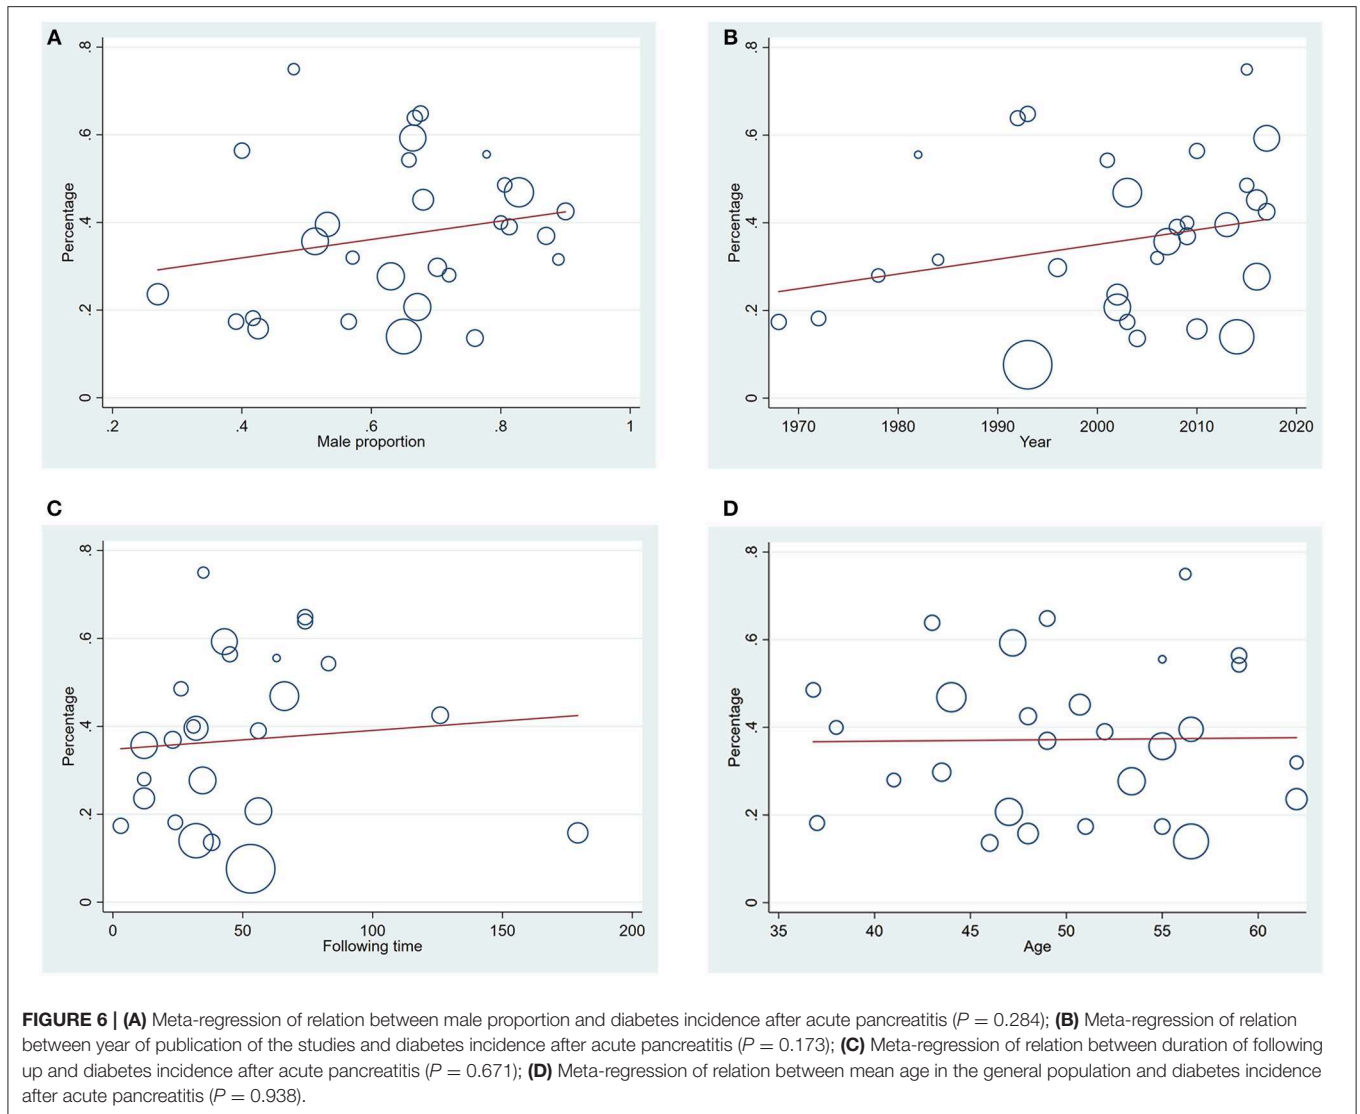 A
.8
.6
.4
.2
0
Percentage
.2 .4 .6 .8 1
Male proportion
B
.8
.6
.4
.2
0
Percentage
1970 1980 1990 2000 2010 2020
Year
C
.8
.6
.4
.2
0
Percentage
0 50 100 150 200
Following time
D
.8
.6
.4
.2
0
Percentage
35 40 45 50 55 60
Age
FIGURE 6 | (A) Meta-regression of relation between male proportion and diabetes incidence after acute pancreatitis (P = 0.284); (B) Meta-regression of relation
between year of publication of the studies and diabetes incidence after acute pancreatitis (P = 0.173); (C) Meta-regression of relation between duration of following
up and diabetes incidence after acute pancreatitis (P = 0.671); (D) Meta-regression of relation between mean age in the general population and diabetes incidence
after acute pancreatitis (P = 0.938).